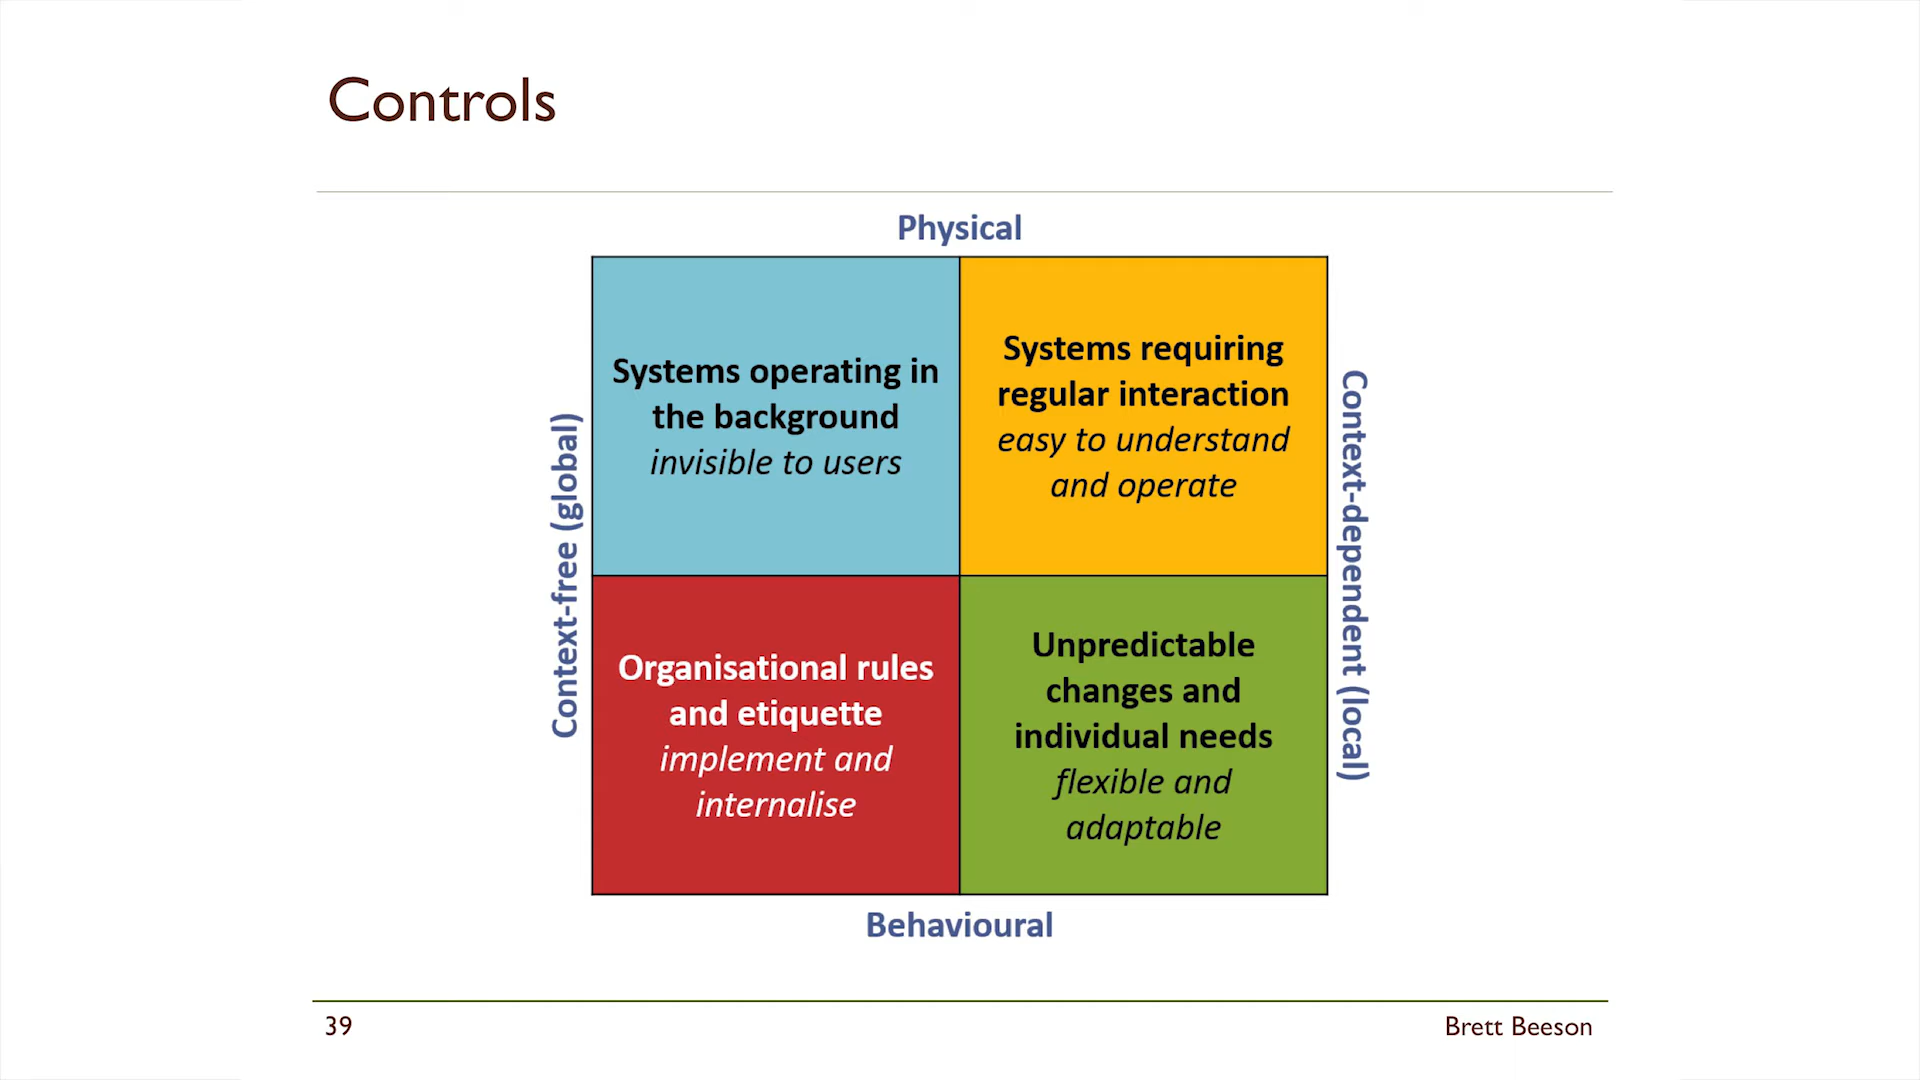 Controls
Physical
Context-free (global)
Systems operating in
the background
invisible to users
Systems requiring
regular interaction
easy to understand
and operate
Context-dependent (local)
Organisational rules
and etiquette
implement and
internalise
Unpredictable
changes and
individual needs
flexible and
adaptable
Behavioural
39
Brett Beeson